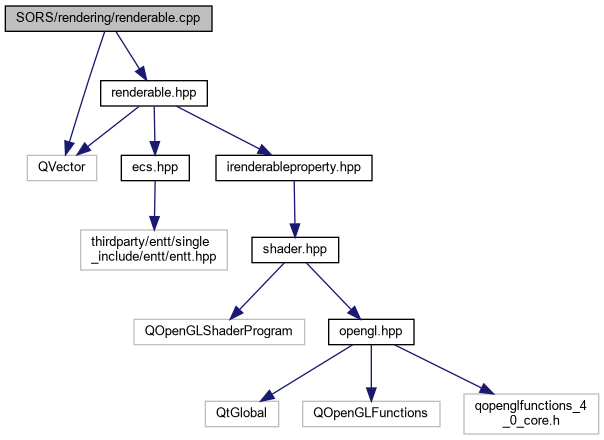 SORS/rendering/renderable.cpp
renderable.hpp
QVector
ecs.hpp
irenderableproperty.hpp
thirdparty/entt/single
_include/entt/entt.hpp
shader.hpp
QOpenGLShaderProgram
opengl.hpp
QtGlobal
QOpenGLFunctions
qopenglfunctions_4
_0_core.h